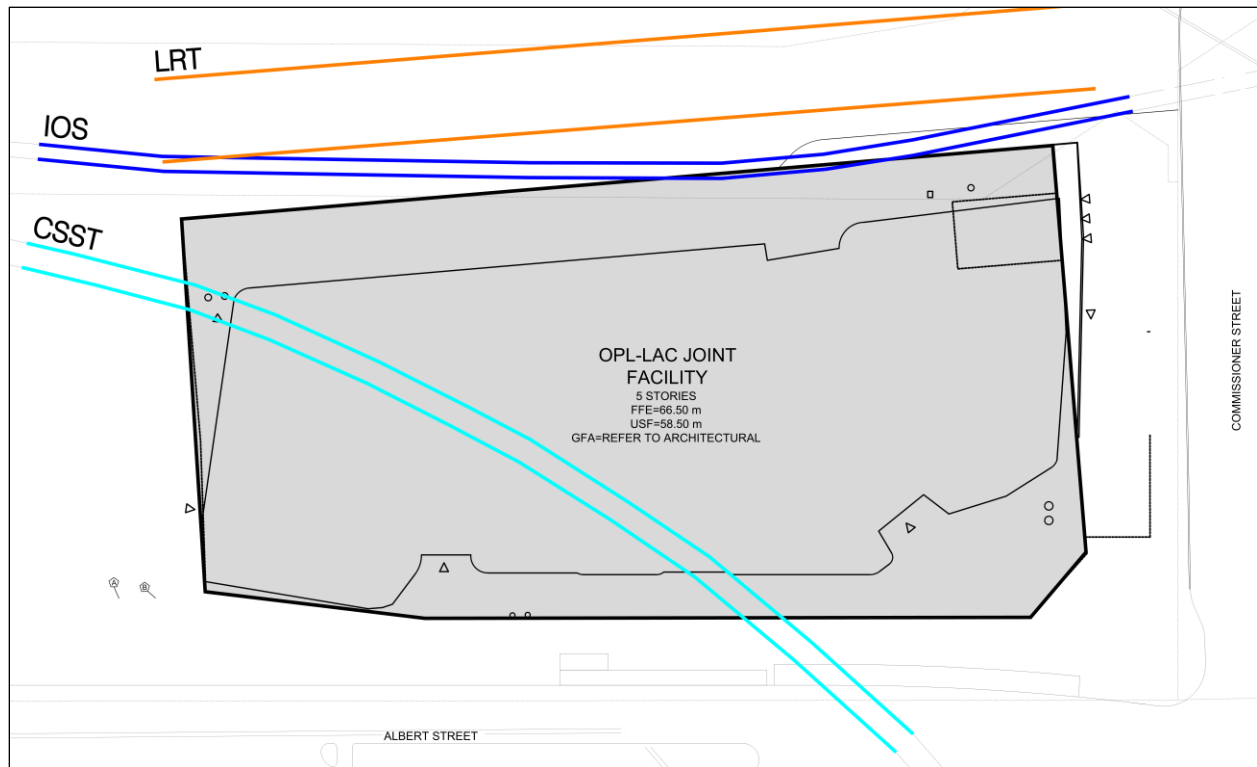 LRT
IOS
CSST
OPL-LAC JOINT
FACILITY
5 STORIES
FFE=66.50 m
USF=58.50 m
GFA=REFER TO ARCHITECTURAL
COMMISSIONER STREET
A
B
ALBERT STREET